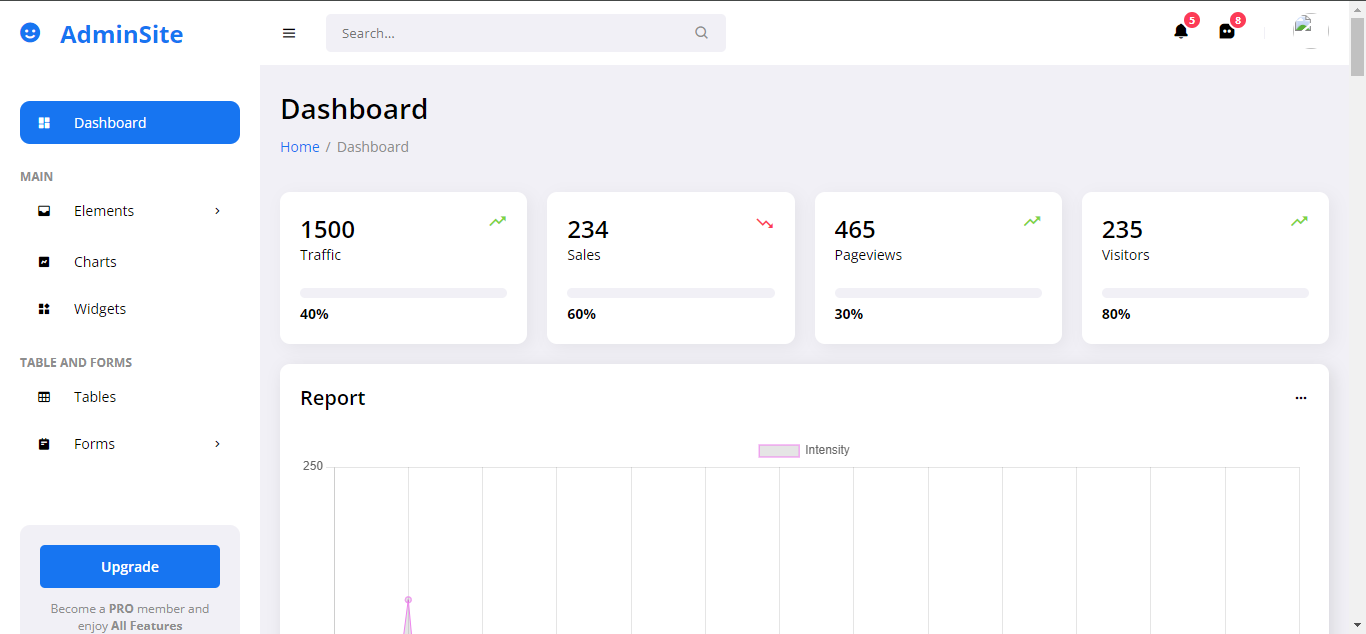 AdminSite
Search...
5
8
Dashboard
MAIN
Elements
Charts
Widgets
TABLE AND FORMS
Tables
Forms
Upgrade
Become a PRO member and
enjoy All Features
Dashboard
Home / Dashboard
1500
Traffic
40%
234
Sales
60%
465
Pageviews
30%
235
Visitors
80%
Report
Intensity
250